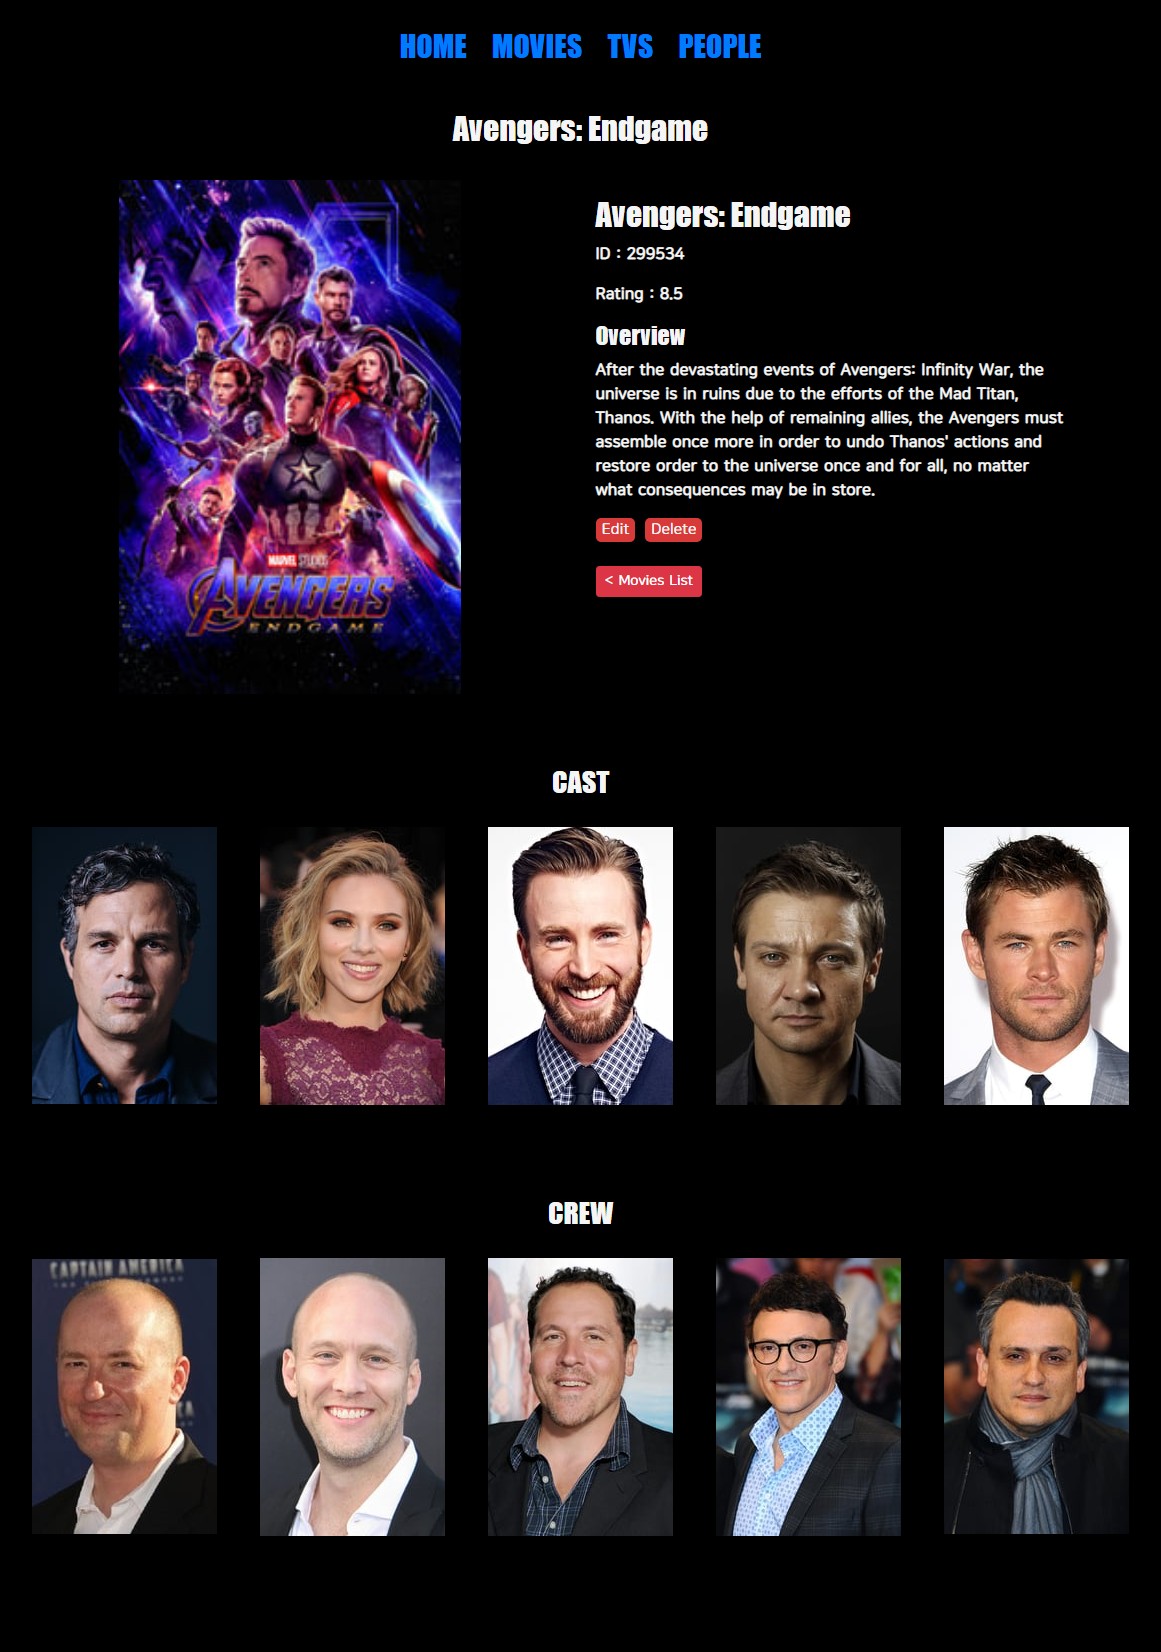 HOME MOVIES TVS PEOPLE
Avengers: Endgame
MARVEL STUDIOS
AVENGERS
ENDGAME
Avengers: Endgame
ID : 299534
Rating : 8.5
Overview
After the devastating events of Avengers: Infinity War, the
universe is in ruins due to the efforts of the Mad Titan,
Thanos. With the help of remaining allies, the Avengers must
assemble once more in order to undo Thanos' actions and
restore order to the universe once and for all, no matter
what consequences may be in store.
Edit Delete
< Movies List
CAST
CREW
CAPTAIN AMERICA